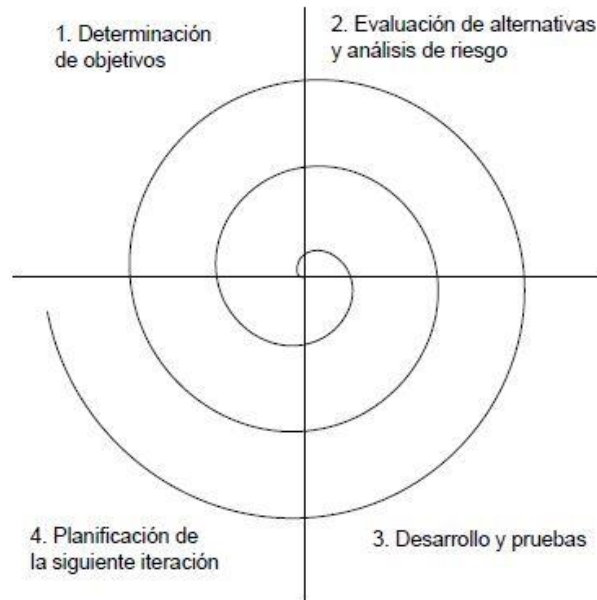 1. Determinación
de objetivos
2. Evaluación de alternativas
y análisis de riesgo
3. Desarrollo y pruebas
4. Planificación de
la siguiente iteración